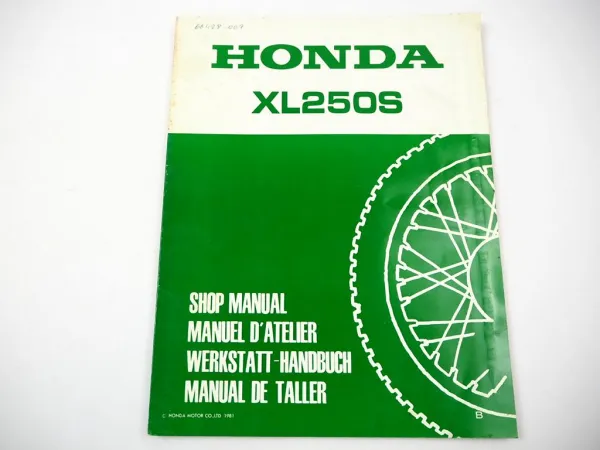 HONDA
XL250S
SHOP MANUAL
MANUEL D'ATELIER
WERKSTATT-HANDBUCH
MANUAL DE TALLER
© HONDA MOTOR CO.,LTD. 1981
B